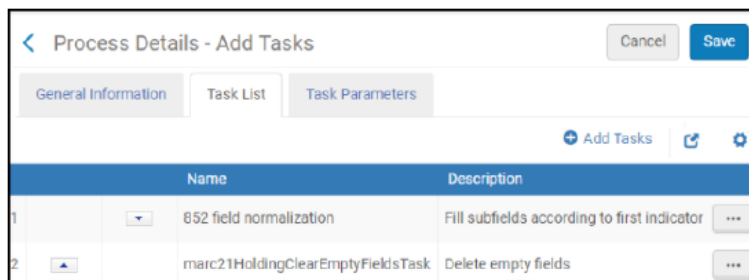 Process Details - Add Tasks
Cancel
Save
General Information
Task List
Task Parameters
Add Tasks
Name
Description
1
852 field normalization
Fill subfields according to first indicator
...
2
marc21HoldingClearEmptyFieldsTask
Delete empty fields
...